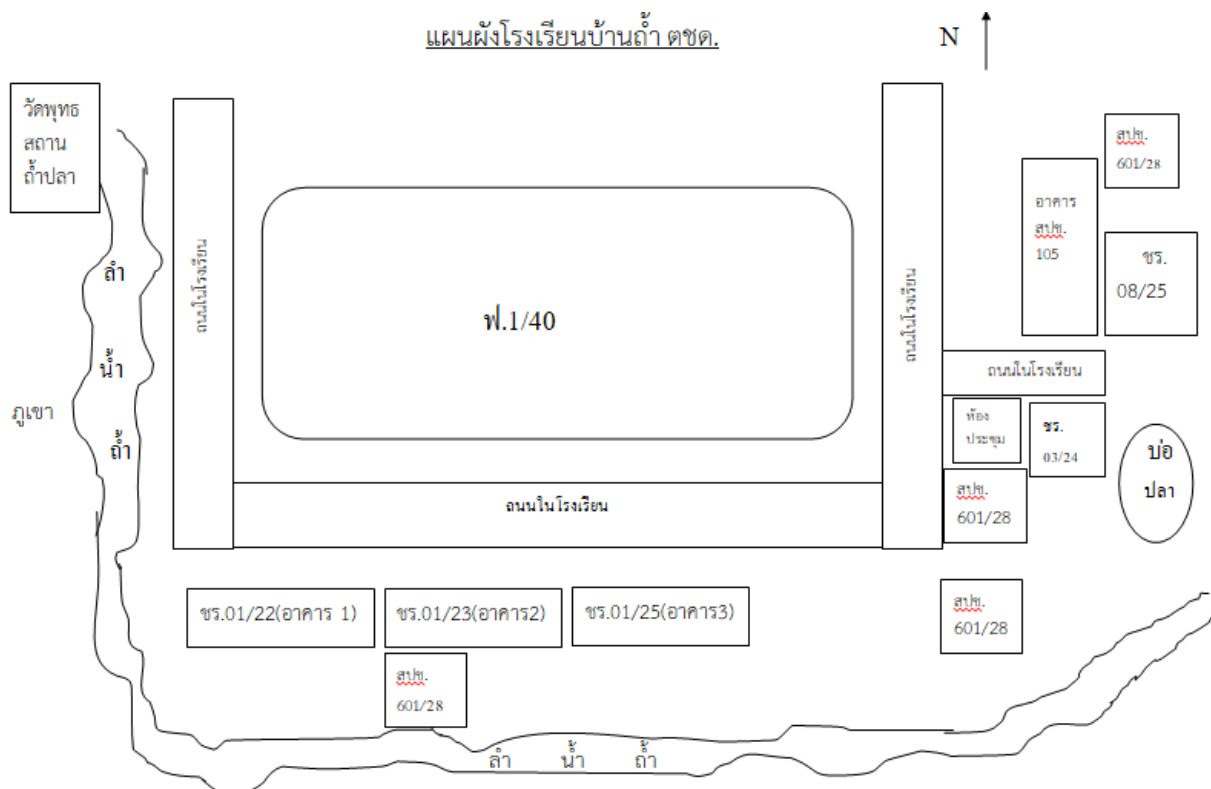 แผนผังโรงเรียนบ้านถ้ำ ตชด.
N
วัดพุทธ
สถาน
ถ้ำปลา
สปช.
601/28
อาคาร
สปช.
105
ชร.
08/25
ลำ
น้ำ
ถ้ำ
ภูเขา
ถนนในโรงเรียน
ฟ.1/40
ถนนในโรงเรียน
ถนนในโรงเรียน
ห้อง
ประชุม
ชร.
03/24
บ่อ
ปลา
สปช.
601/28
ถนนในโรงเรียน
ชร.01/22(อาคาร 1)
ชร.01/23(อาคาร2)
ชร.01/25(อาคาร3)
สปช.
601/28
สปช.
601/28
ลำ น้ำ ถ้ำ